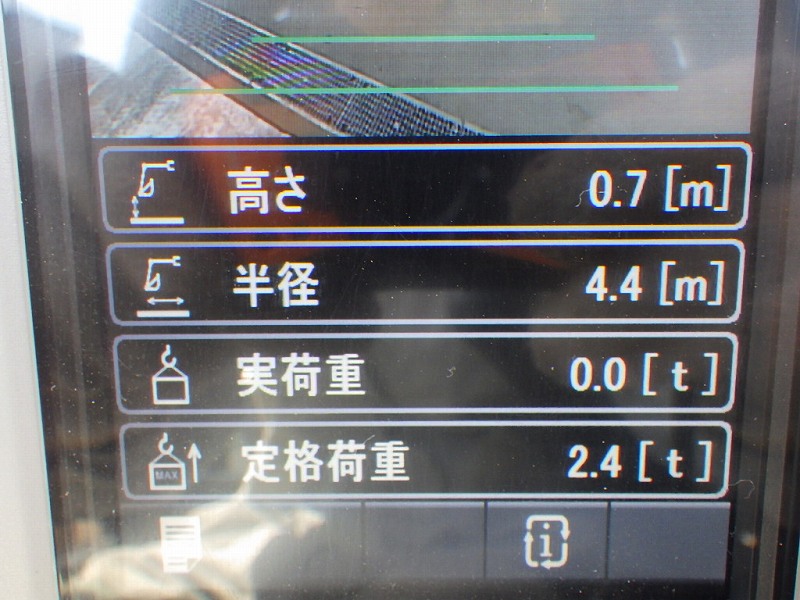 高さ 0.7 [m]
半径 4.4 [m]
実荷重 0.0 [t]
MAX 定格荷重 2.4 [t]
i